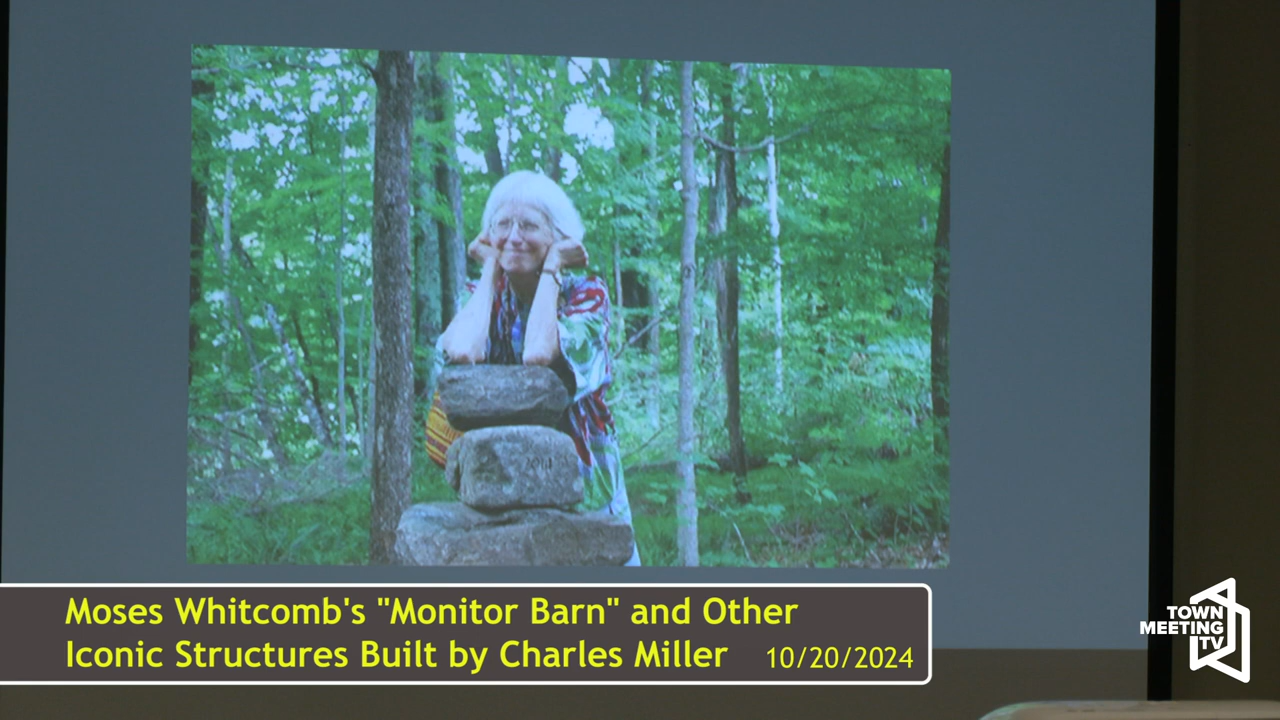 Moses Whitcomb's "Monitor Barn" and Other
Iconic Structures Built by Charles Miller 10/20/2024
TOWN
MEETING
TV